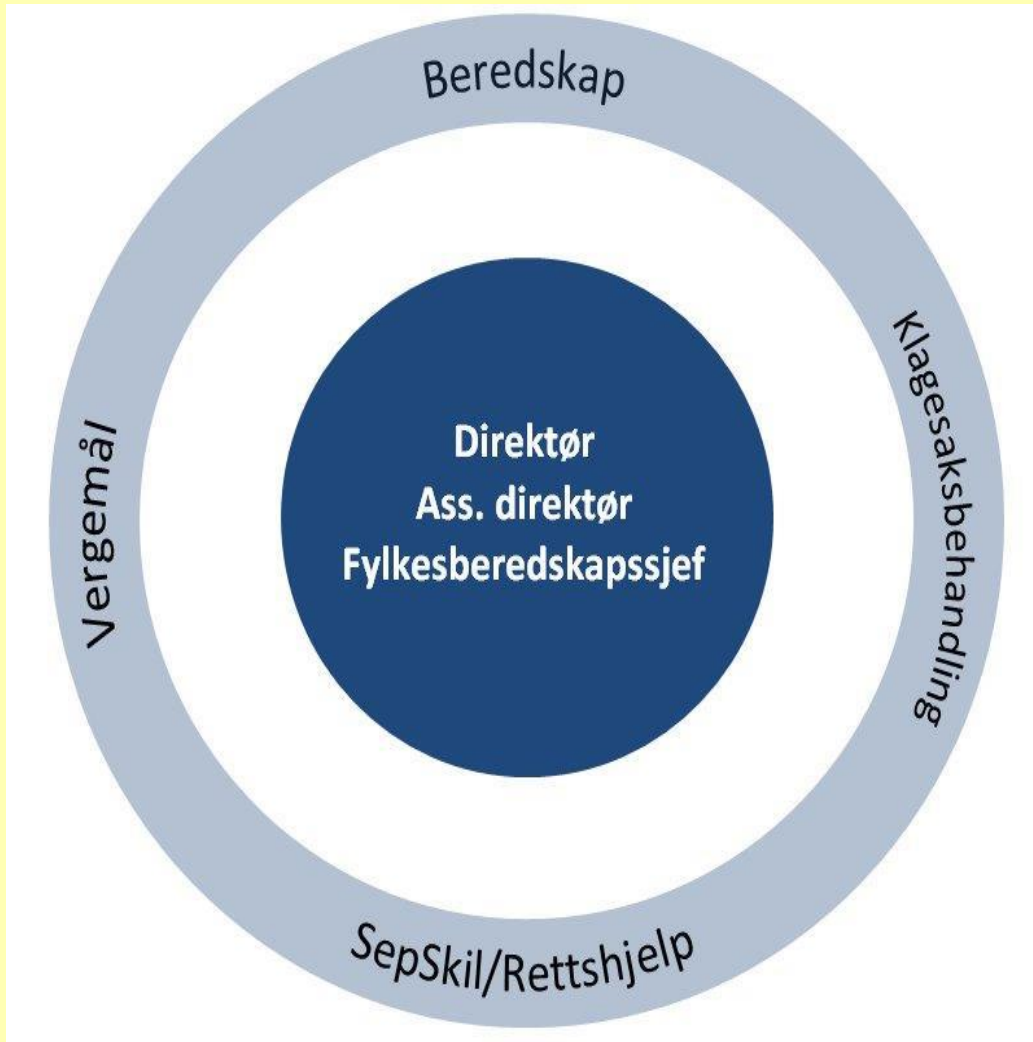 Beredskap
Klagesaksbehandling
Vergemål
Direktør
Ass. direktør
Fylkesberedskapssjef
SepSkil/Rettshjelp